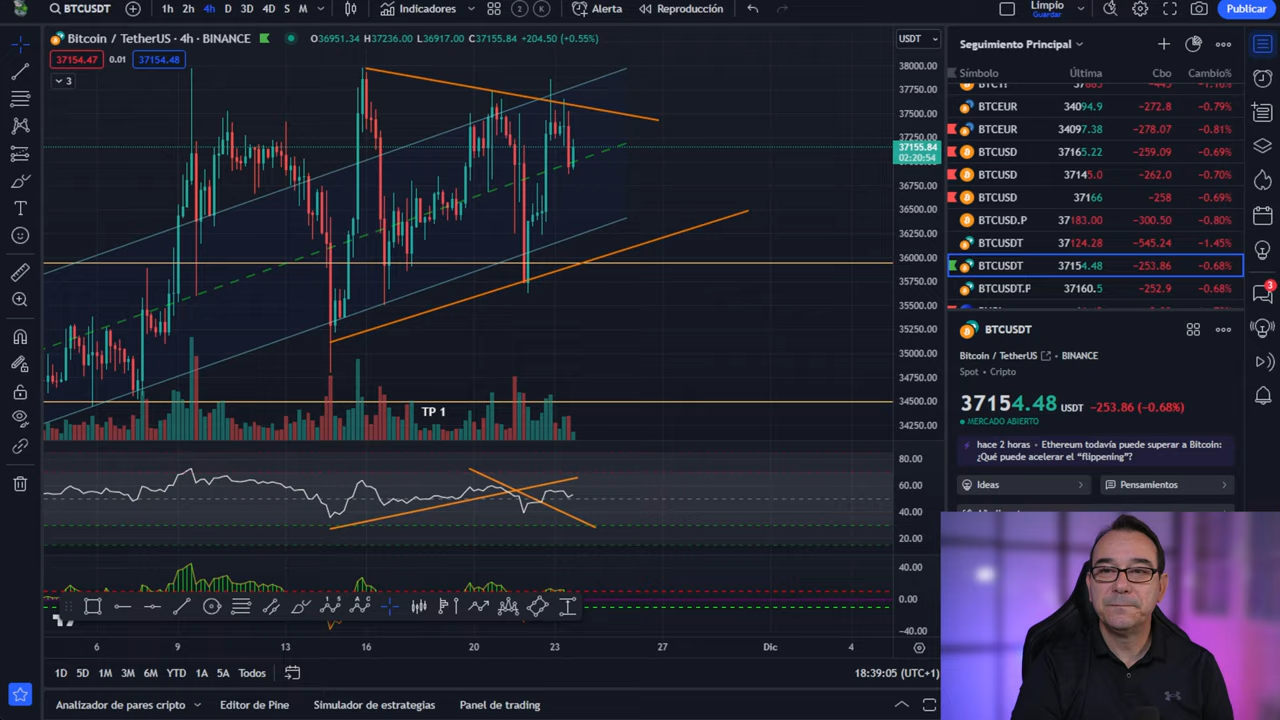 BTCUSDT
1h 2h 4h D 3D 4D S M
Indicadores
2 K
Alerta
Reproducción
Limpio
Guardar
Publicar
Bitcoin / TetherUS · 4h · BINANCE
O36951.34 H37236.00 L36917.00 C37155.84 +204.50 (+0.55%)
37154.47 0.01 37154.48
3
USDT
38000.00
37750.00
37500.00
37250.00
37155.84
02:20:54
36750.00
36500.00
36250.00
36000.00
35750.00
35500.00
35250.00
35000.00
34750.00
34500.00
34250.00
TP 1
80.00
60.00
40.00
20.00
40.00
0.00
-40.00
6 9 13 16 20 23 27 Dic 4
1D 5D 1M 3M 6M YTD 1A 5A Todos
18:39:05 (UTC+1)
Analizador de pares cripto
Editor de Pine
Simulador de estrategias
Panel de trading
Seguimiento Principal
Símbolo Última Cbo Cambio%
BTCEUR 34094.9 -272.8 -0.79%
BTCEUR 34097.38 -278.07 -0.81%
BTCUSD 37165.22 -259.09 -0.69%
BTCUSD 37145.0 -262.0 -0.70%
BTCUSD 37166 -258 -0.69%
BTCUSD.P 37183.00 -300.50 -0.80%
BTCUSDT 37124.28 -545.24 -1.45%
BTCUSDT 37154.48 -253.86 -0.68%
BTCUSDT.P 37160.5 -252.9 -0.68%
3
BTCUSDT
Bitcoin / TetherUS · BINANCE
Spot · Cripto
37154.48 USDT -253.86 (-0.68%)
MERCADO ABIERTO
hace 2 horas · Ethereum todavía puede superar a Bitcoin:
¿Qué puede acelerar el "flippening"?
Ideas
Pensamientos